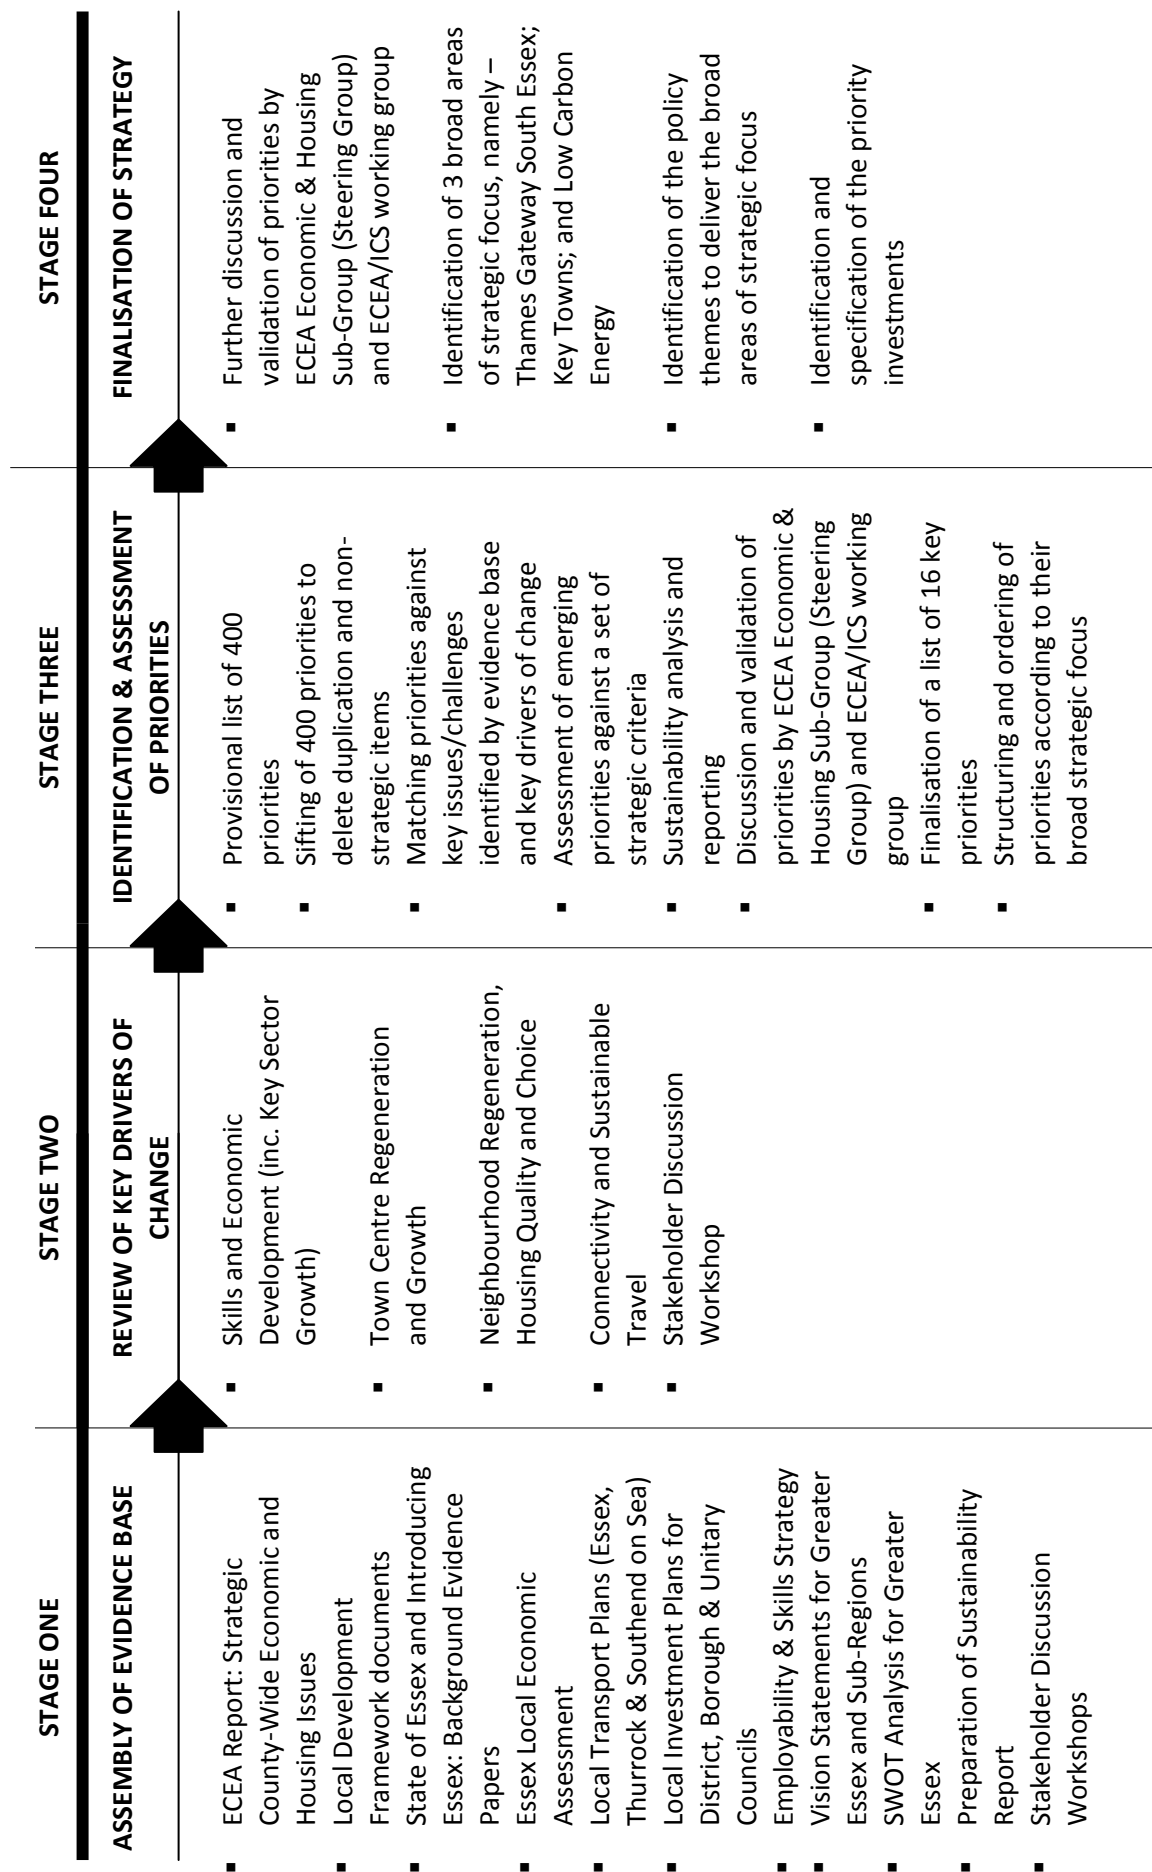 STAGE ONE
ASSEMBLY OF EVIDENCE BASE
▪ ECEA Report: Strategic
County-Wide Economic and
Housing Issues
▪ Local Development
Framework documents
▪ State of Essex and Introducing
Essex: Background Evidence
Papers
▪ Essex Local Economic
Assessment
▪ Local Transport Plans (Essex,
Thurrock & Southend on Sea)
▪ Local Investment Plans for
District, Borough & Unitary
Councils
▪ Employability & Skills Strategy
▪ Vision Statements for Greater
Essex and Sub-Regions
▪ SWOT Analysis for Greater
Essex
▪ Preparation of Sustainability
Report
▪ Stakeholder Discussion
Workshops
STAGE TWO
REVIEW OF KEY DRIVERS OF
CHANGE
▪ Skills and Economic
Development (inc. Key Sector
Growth)
▪ Town Centre Regeneration
and Growth
▪ Neighbourhood Regeneration,
Housing Quality and Choice
▪ Connectivity and Sustainable
Travel
▪ Stakeholder Discussion
Workshop
STAGE THREE
IDENTIFICATION & ASSESSMENT
OF PRIORITIES
▪ Provisional list of 400
priorities
▪ Sifting of 400 priorities to
delete duplication and non-
strategic items
▪ Matching priorities against
key issues/challenges
identified by evidence base
and key drivers of change
▪ Assessment of emerging
priorities against a set of
strategic criteria
▪ Sustainability analysis and
reporting
▪ Discussion and validation of
priorities by ECEA Economic &
Housing Sub-Group (Steering
Group) and ECEA/ICS working
group
▪ Finalisation of a list of 16 key
priorities
▪ Structuring and ordering of
priorities according to their
broad strategic focus
STAGE FOUR
FINALISATION OF STRATEGY
▪ Further discussion and
validation of priorities by
ECEA Economic & Housing
Sub-Group (Steering Group)
and ECEA/ICS working group
▪ Identification of 3 broad areas
of strategic focus, namely –
Thames Gateway South Essex;
Key Towns; and Low Carbon
Energy
▪ Identification of the policy
themes to deliver the broad
areas of strategic focus
▪ Identification and
specification of the priority
investments